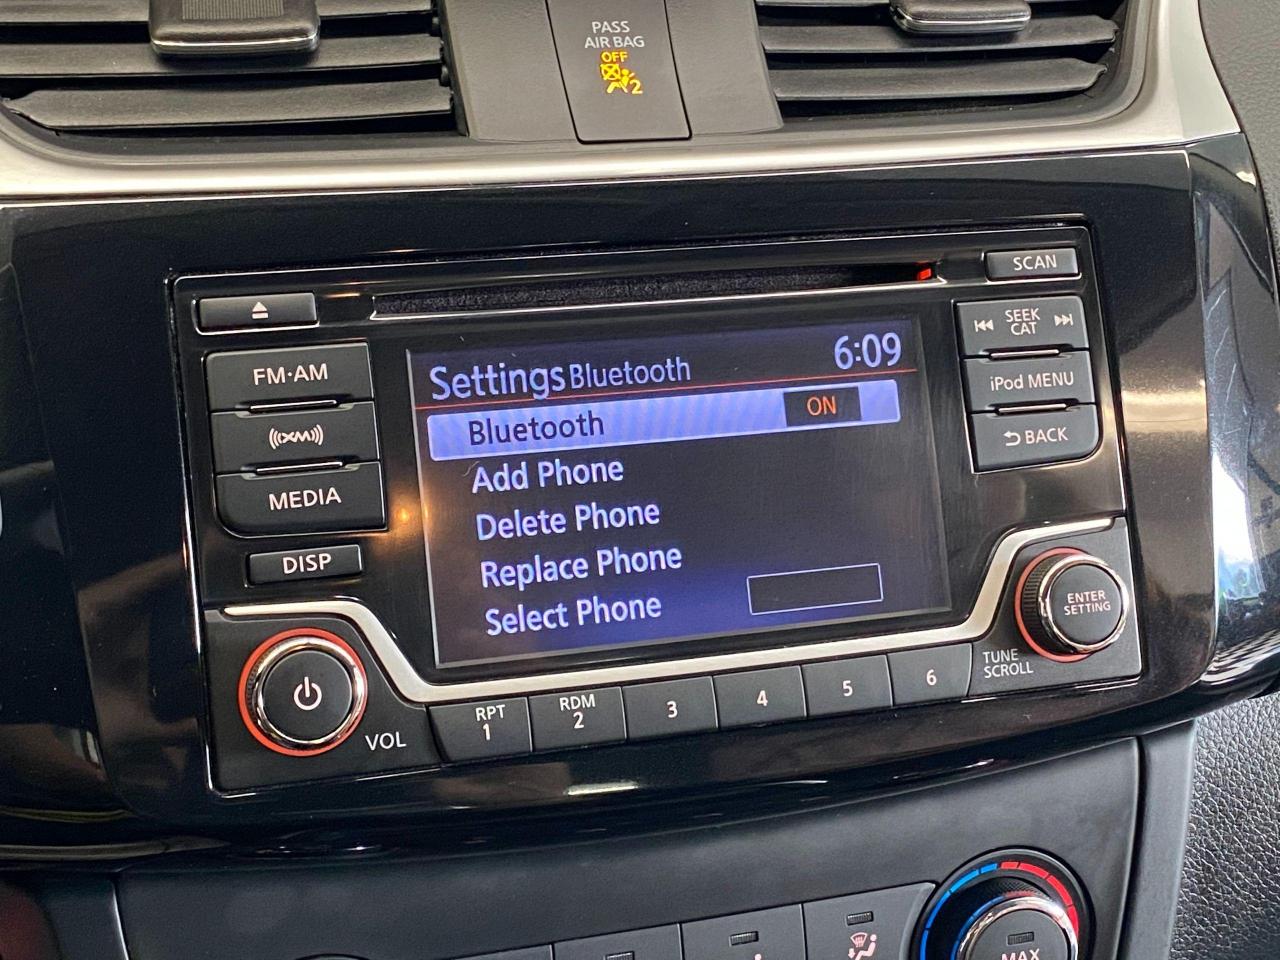 PASS
AIR BAG
OFF
2
SCAN
FM·AM
XM
MEDIA
DISP
Settings Bluetooth 6:09
Bluetooth ON
Add Phone
Delete Phone
Replace Phone
Select Phone
SEEK
CAT
iPod MENU
BACK
ENTER
SETTING
TUNE
SCROLL
VOL
RPT
1
RDM
2
3
4
5
6
MAX